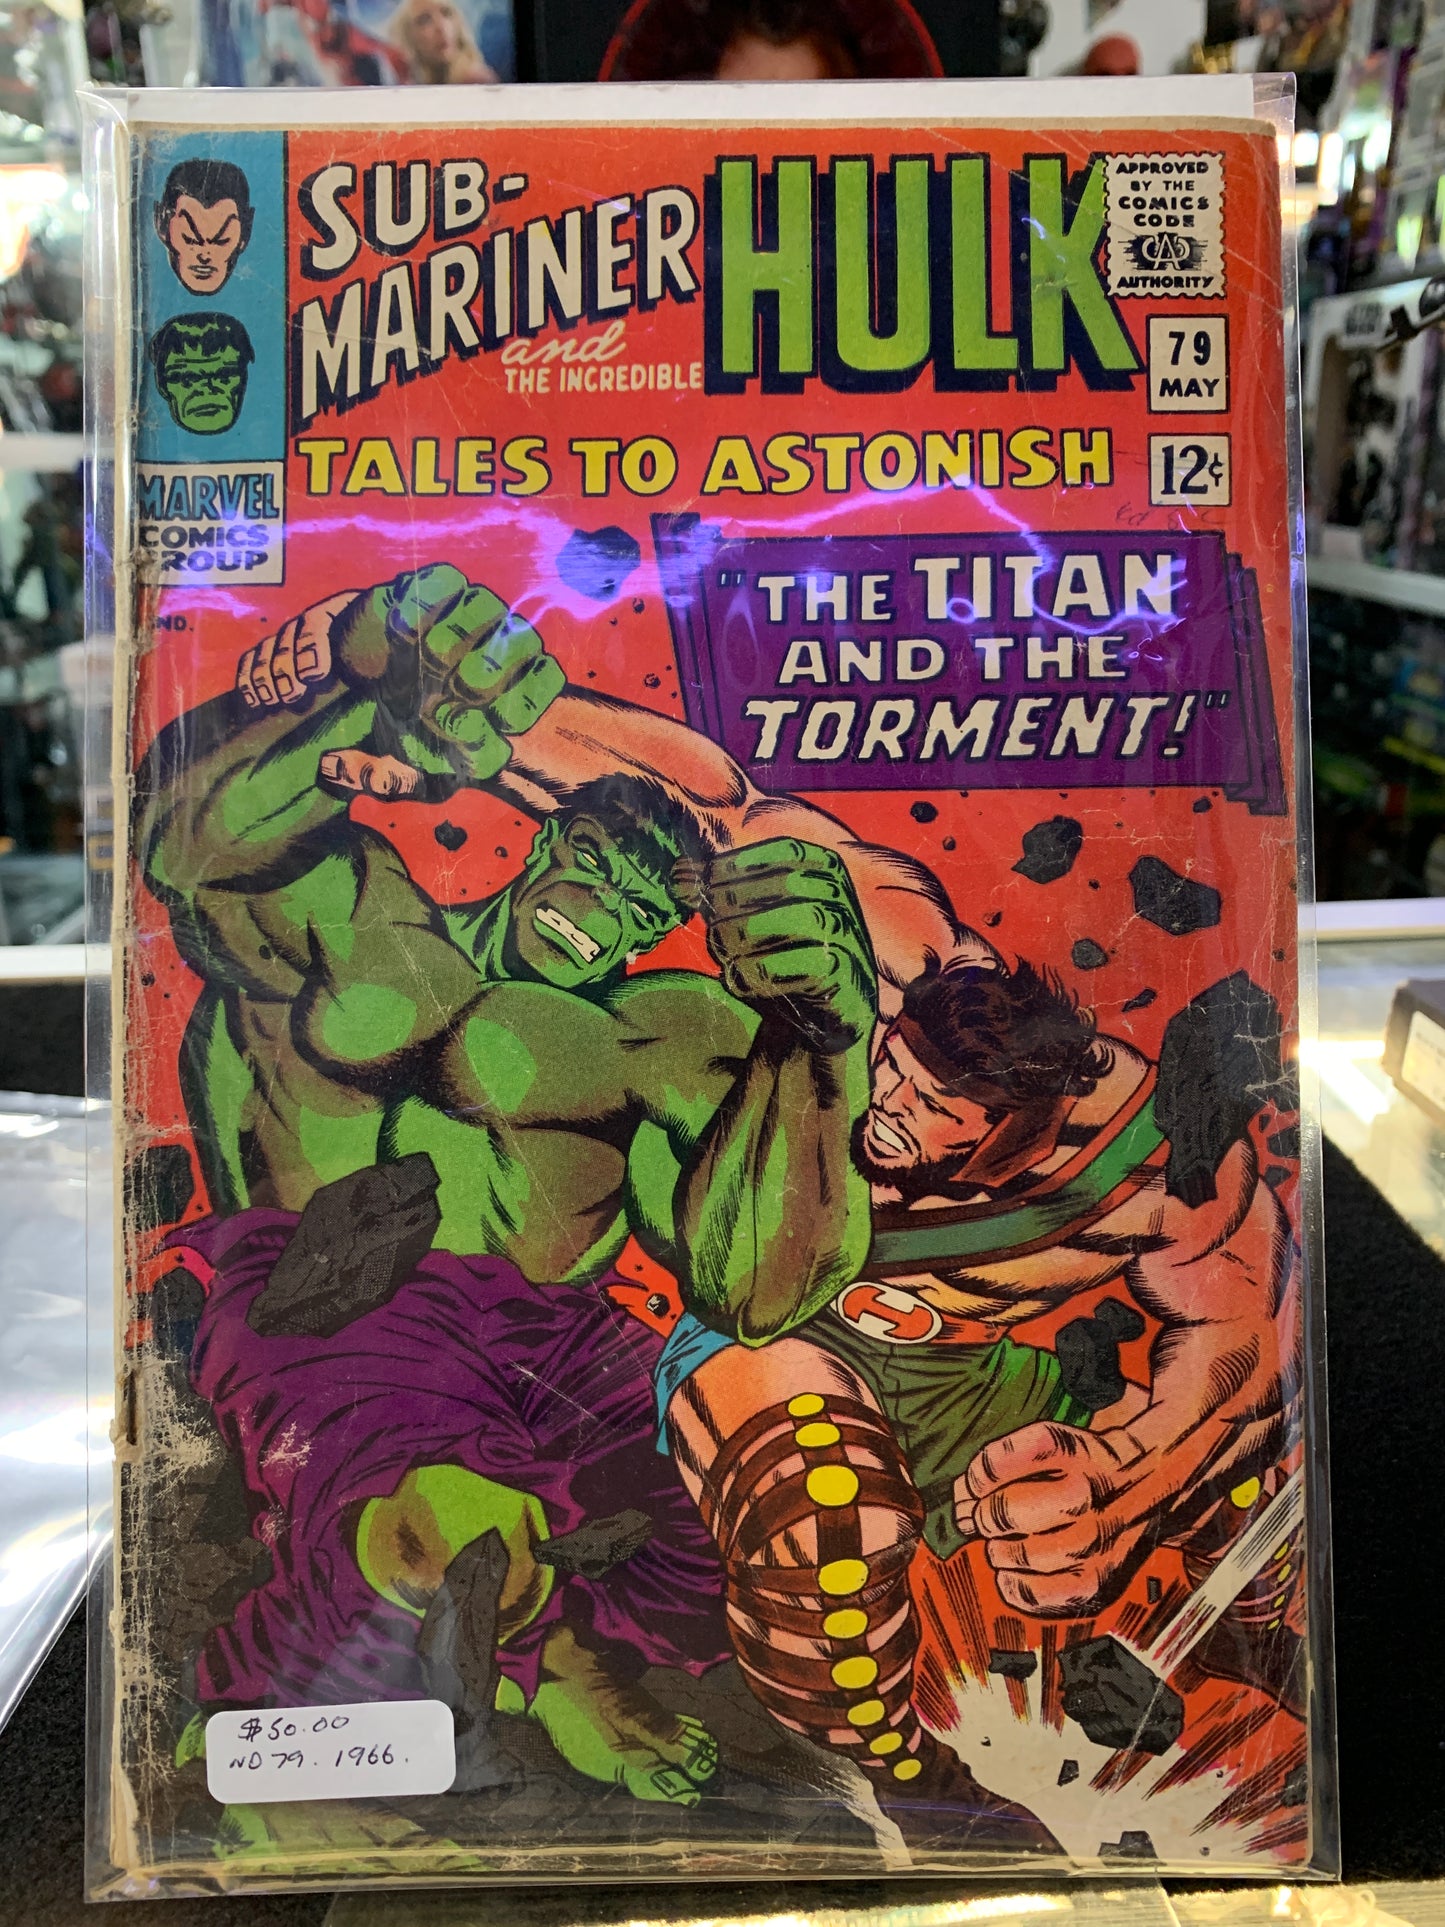 SUB-
MARINER
and
THE INCREDIBLE
HULK
APPROVED
BY THE
COMICS
CODE
CA
AUTHORITY
79
MAY
12¢
TALES TO ASTONISH
MARVEL
COMICS
GROUP
IND.
"THE TITAN
AND THE
TORMENT!"
$50.00
NO 79. 1966.